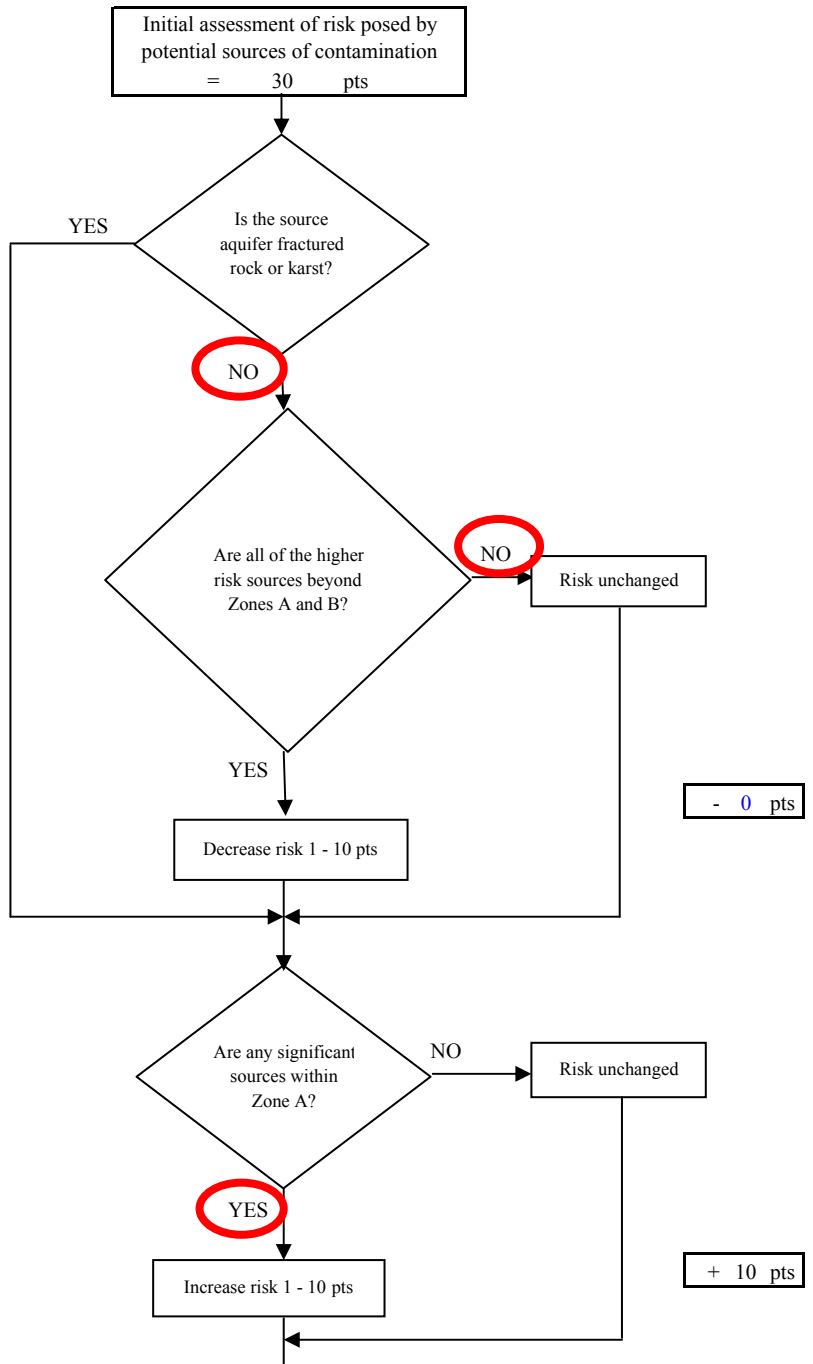 Initial assessment of risk posed by
potential sources of contamination
= 30 pts
YES
Is the source
aquifer fractured
rock or karst?
NO
Are all of the higher
risk sources beyond
Zones A and B?
NO
Risk unchanged
YES
- 0 pts
Decrease risk 1 - 10 pts
Are any significant
sources within
Zone A?
NO
Risk unchanged
YES
+ 10 pts
Increase risk 1 - 10 pts